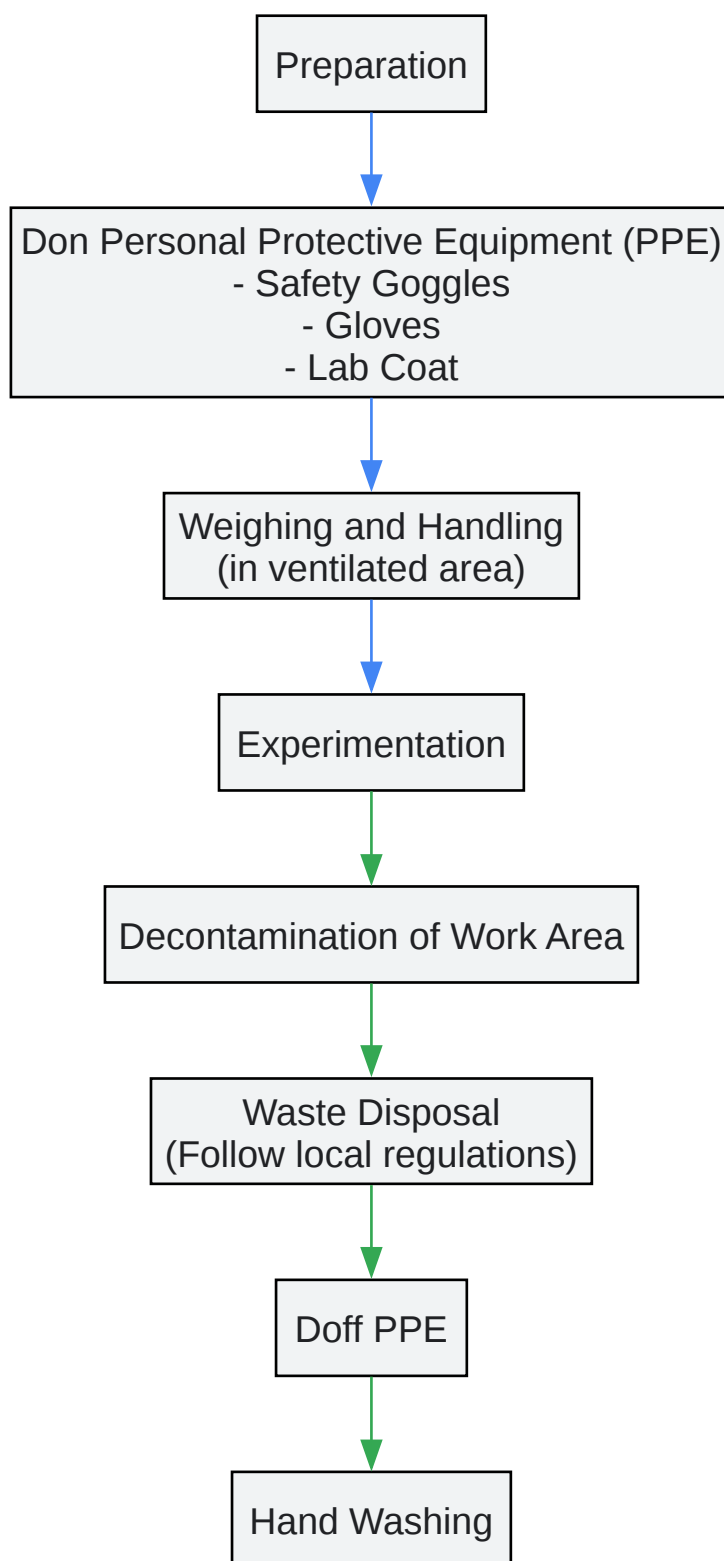 Preparation
Don Personal Protective Equipment (PPE)
- Safety Goggles
- Gloves
- Lab Coat
Weighing and Handling
(in ventilated area)
Experimentation
Decontamination of Work Area
Waste Disposal
(Follow local regulations)
Doff PPE
Hand Washing